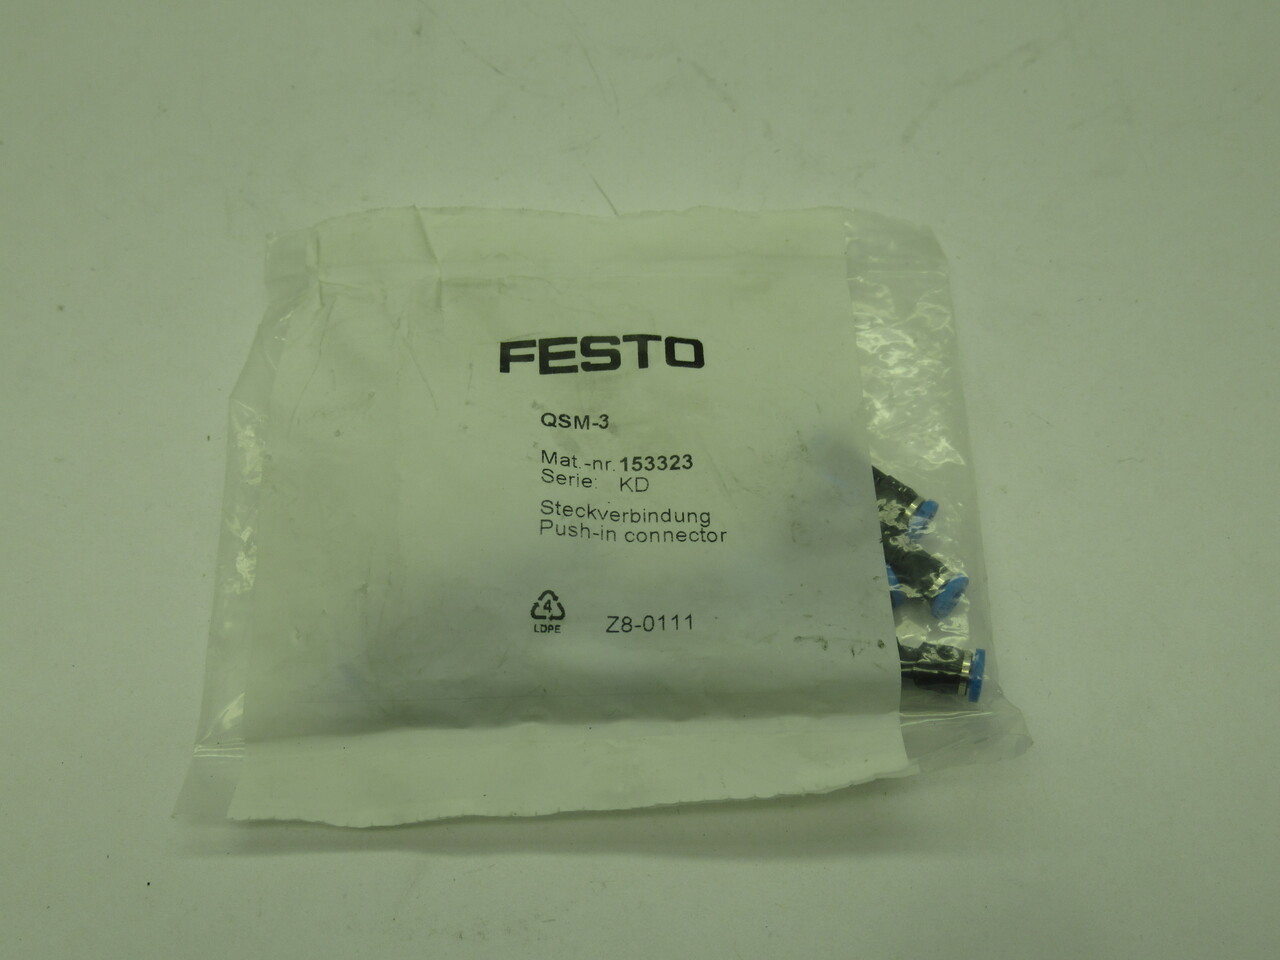 FESTO
QSM-3
Mat.-nr. 153323
Serie: KD
Steckverbindung
Push-in connector
4
LDPE
Z8-0111